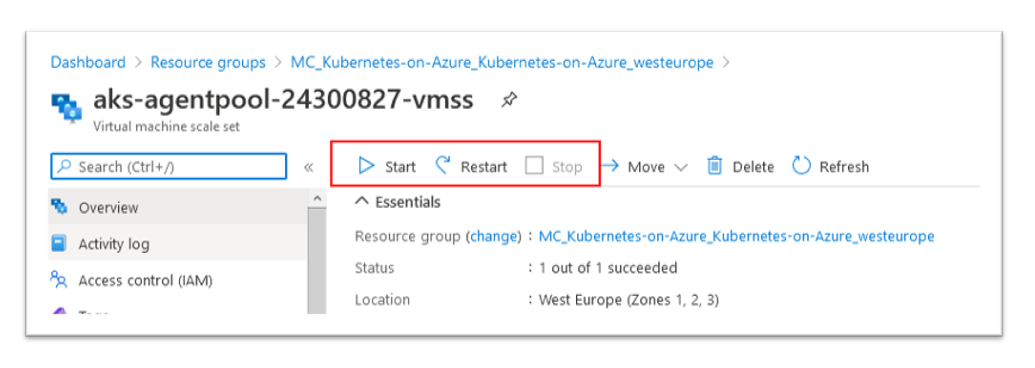 Dashboard > Resource groups > MC_Kubernetes-on-Azure_Kubernetes-on-Azure_westeurope >
aks-agentpool-24300827-vmss
Virtual machine scale set
Search (Ctrl+/) «
Start Restart Stop Move Delete Refresh
Overview
Activity log
Access control (IAM)
Essentials
Resource group (change) : MC_Kubernetes-on-Azure_Kubernetes-on-Azure_westeurope
Status : 1 out of 1 succeeded
Location : West Europe (Zones 1, 2, 3)